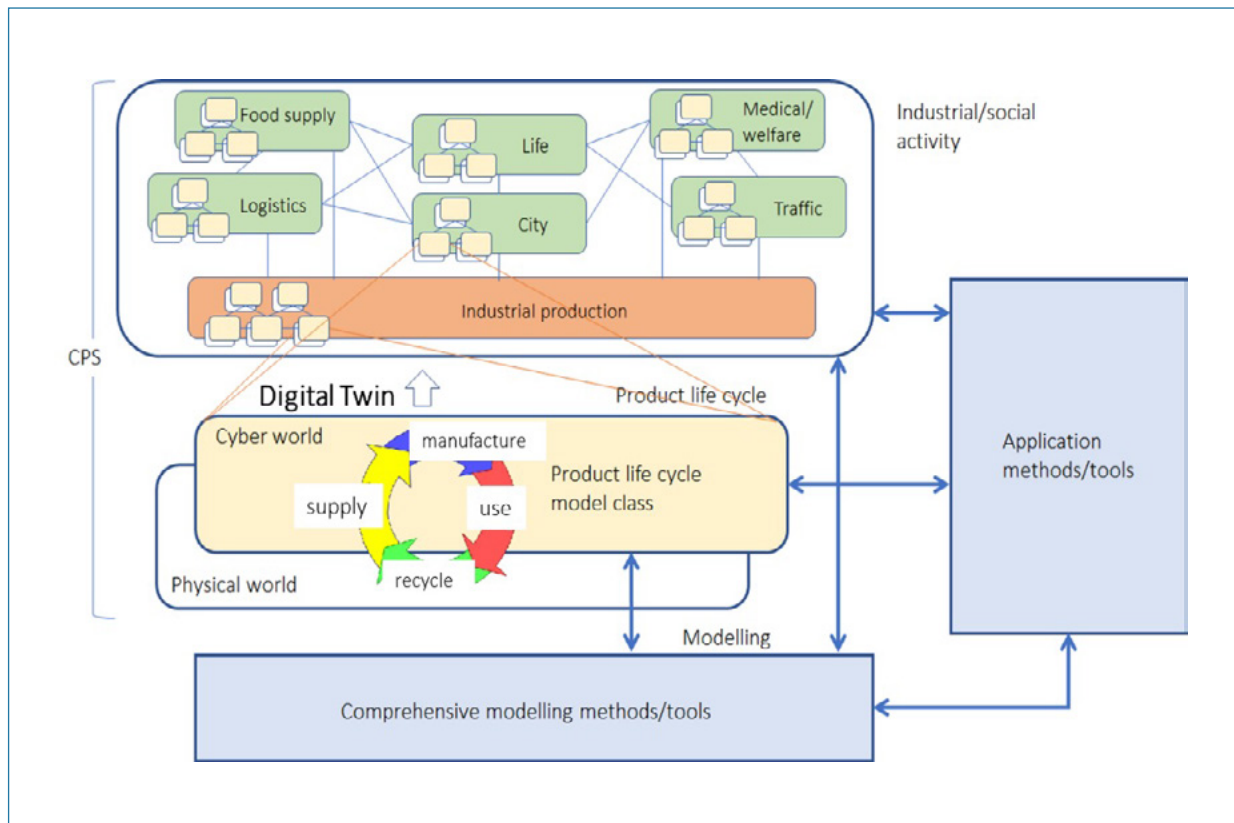 Food supply
Medical/
welfare
Industrial/social
activity
Life
Logistics
City
Traffic
Industrial production
CPS
Digital Twin
Product life cycle
Cyber world
manufacture
Product life cycle
model class
supply
use
Physical world
recycle
Application
methods/tools
Modelling
Comprehensive modelling methods/tools